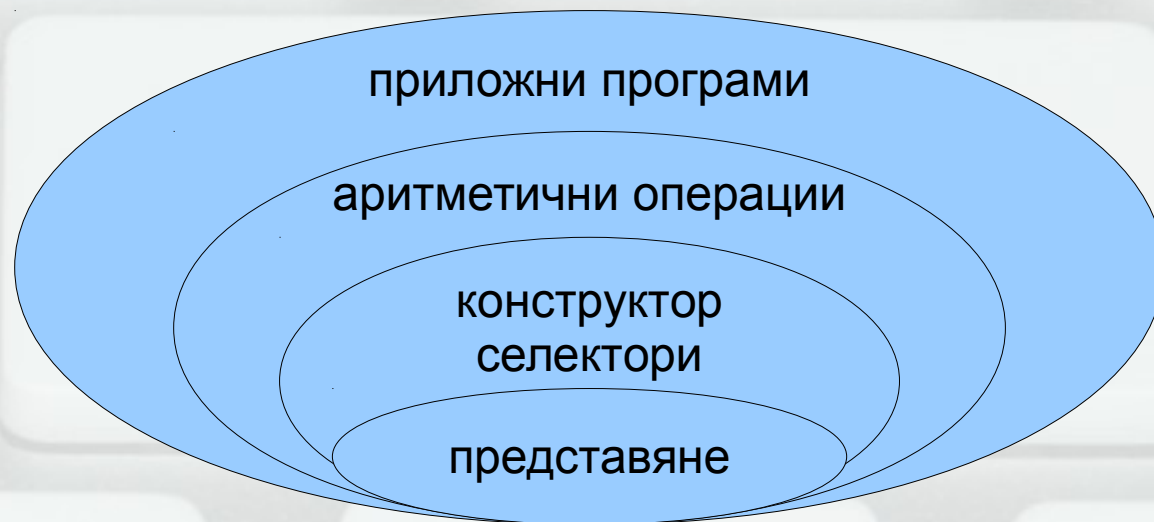 приложни програми
аритметични операции
конструктор
селектори
представяне